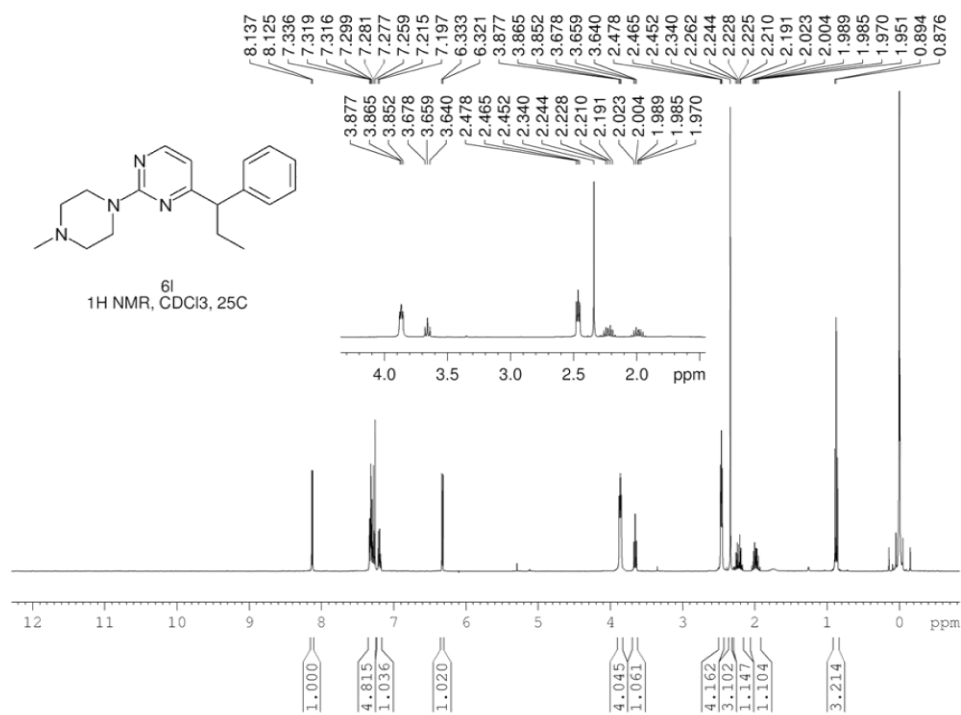 8.137 8.125 7.336 7.319 7.316 7.299 7.281 7.277 7.259 7.215 7.197 6.333 6.321 3.877 3.865 3.852 3.678 3.659 3.640 2.478 2.465 2.452 2.340 2.262 2.244 2.228 2.225 2.210 2.191 2.023 2.004 1.989 1.985 1.970 1.951 0.894 0.876
3.877 3.865 3.852 3.678 3.659 3.640 2.478 2.465 2.452 2.340 2.244 2.228 2.210 2.191 2.023 2.004 1.989 1.985 1.970
N
N
N
N
6l
1H NMR, CDCl3, 25C
4.0 3.5 3.0 2.5 2.0 ppm
12 11 10 9 8 7 6 5 4 3 2 1 0 ppm
1.000 4.815 1.036 1.020 4.045 1.061 4.162 3.102 1.147 1.104 3.214